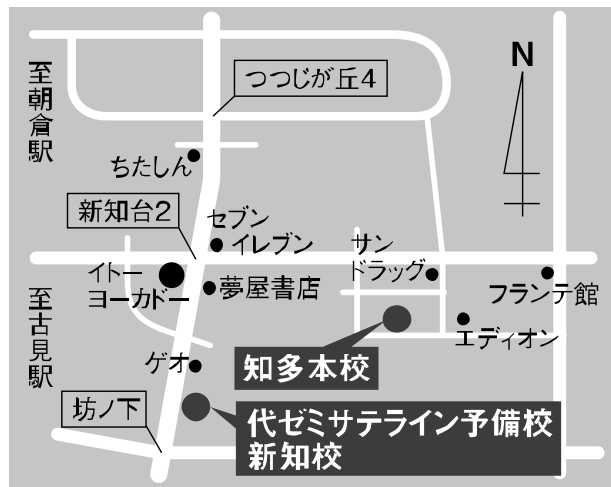 N
至朝倉駅
つつじが丘4
ちたしん
新知台2
セブン
イレブン
サン
ドラッグ
イトー
ヨーカドー
夢屋書店
フランテ館
至古見駅
エディオン
ゲオ
知多本校
坊ノ下
代ゼミサテライン予備校
新知校